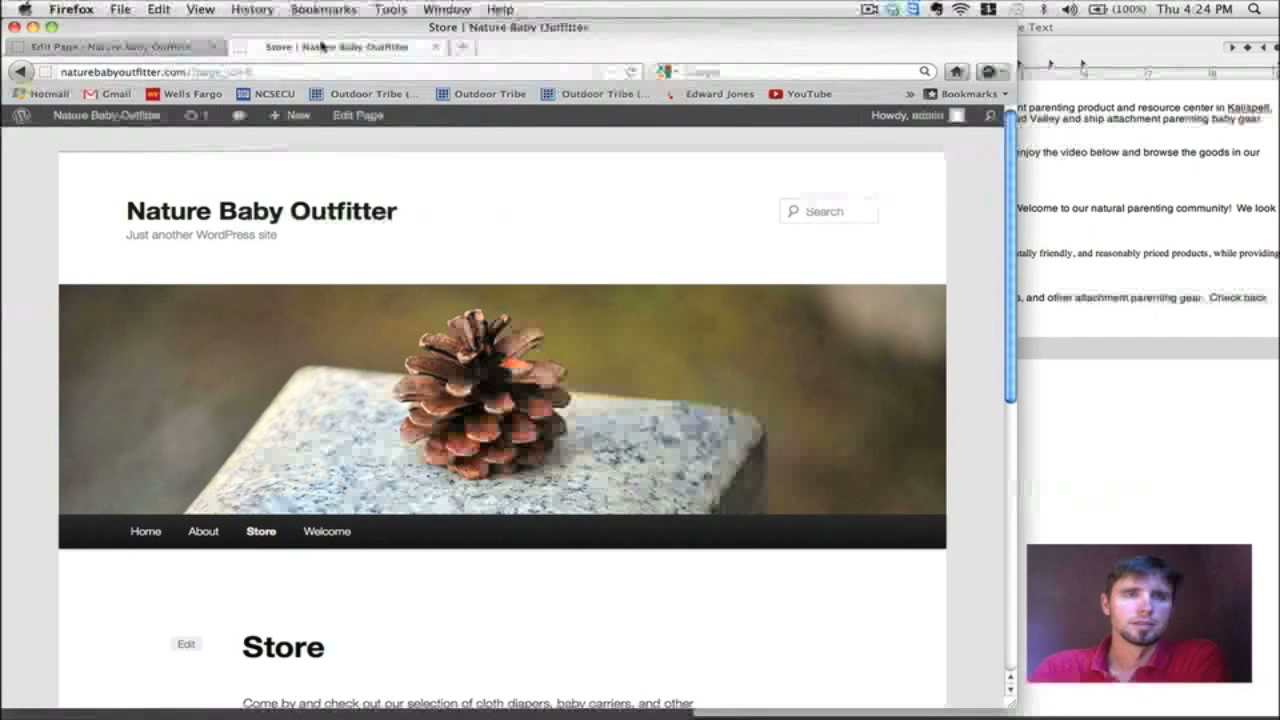 Firefox File Edit View History Bookmarks Tools Window Help (100%) Thu 4:24 PM
Store | Nature Baby Outfitter
Edit Page Nature Baby Outfitt
Store | Nature Baby Outfitter
naturebabyoutfitter.com
Hotmail Gmail Wells Fargo NCSECU Outdoor Tribe (... Outdoor Tribe Outdoor Tribe (... Edward Jones YouTube » Bookmarks
Nature Baby Outfitter 1 + New Edit Page Howdy, admin
Nature Baby Outfitter
Just another WordPress site
Search
Home About Store Welcome
Edit
Store
Come by and check out our selection of cloth diapers, baby carriers, and other
Text
nt parenting product and resource center in Kalispell,
d Valley and ship attachment parenting baby gear
enjoy the video below and browse the goods in our
Welcome to our natural parenting community! We look
tally friendly, and reasonably priced products, while providing
s, and other attachment parenting gear. Check back